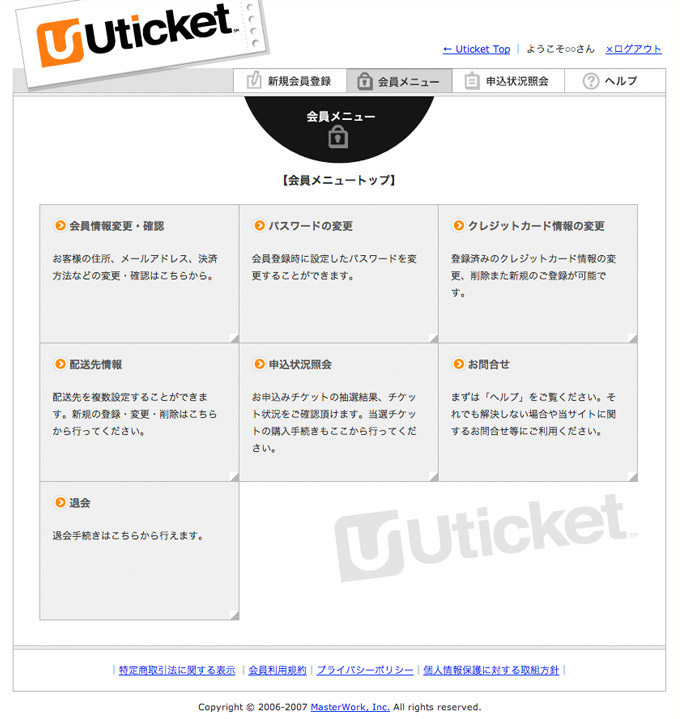 Uticket SM
← Uticket Top | ようこそ○○さん ×ログアウト
新規会員登録 会員メニュー 申込状況照会 ヘルプ
会員メニュー
【会員メニュートップ】
会員情報変更・確認
お客様の住所、メールアドレス、決済
方法などの変更・確認はこちらから。
パスワードの変更
会員登録時に設定したパスワードを変
更することができます。
クレジットカード情報の変更
登録済みのクレジットカード情報の変
更、削除また新規のご登録が可能で
す。
配送先情報
配送先を複数設定することができま
す。新規の登録・変更・削除はこちら
から行ってください。
申込状況照会
お申込みチケットの抽選結果、チケッ
ト状況をご確認頂けます。当選チケッ
トの購入手続きもここから行ってくだ
さい。
お問合せ
まずは「ヘルプ」をご覧ください。そ
れでも解決しない場合や当サイトに関
するお問合せ等にご利用ください。
退会
退会手続きはこちらから行えます。
Uticket SM
| 特定商取引法に関する表示 | 会員利用規約 | プライバシーポリシー | 個人情報保護に対する取組方針 |
Copyright © 2006-2007 MasterWork, Inc. All rights reserved.